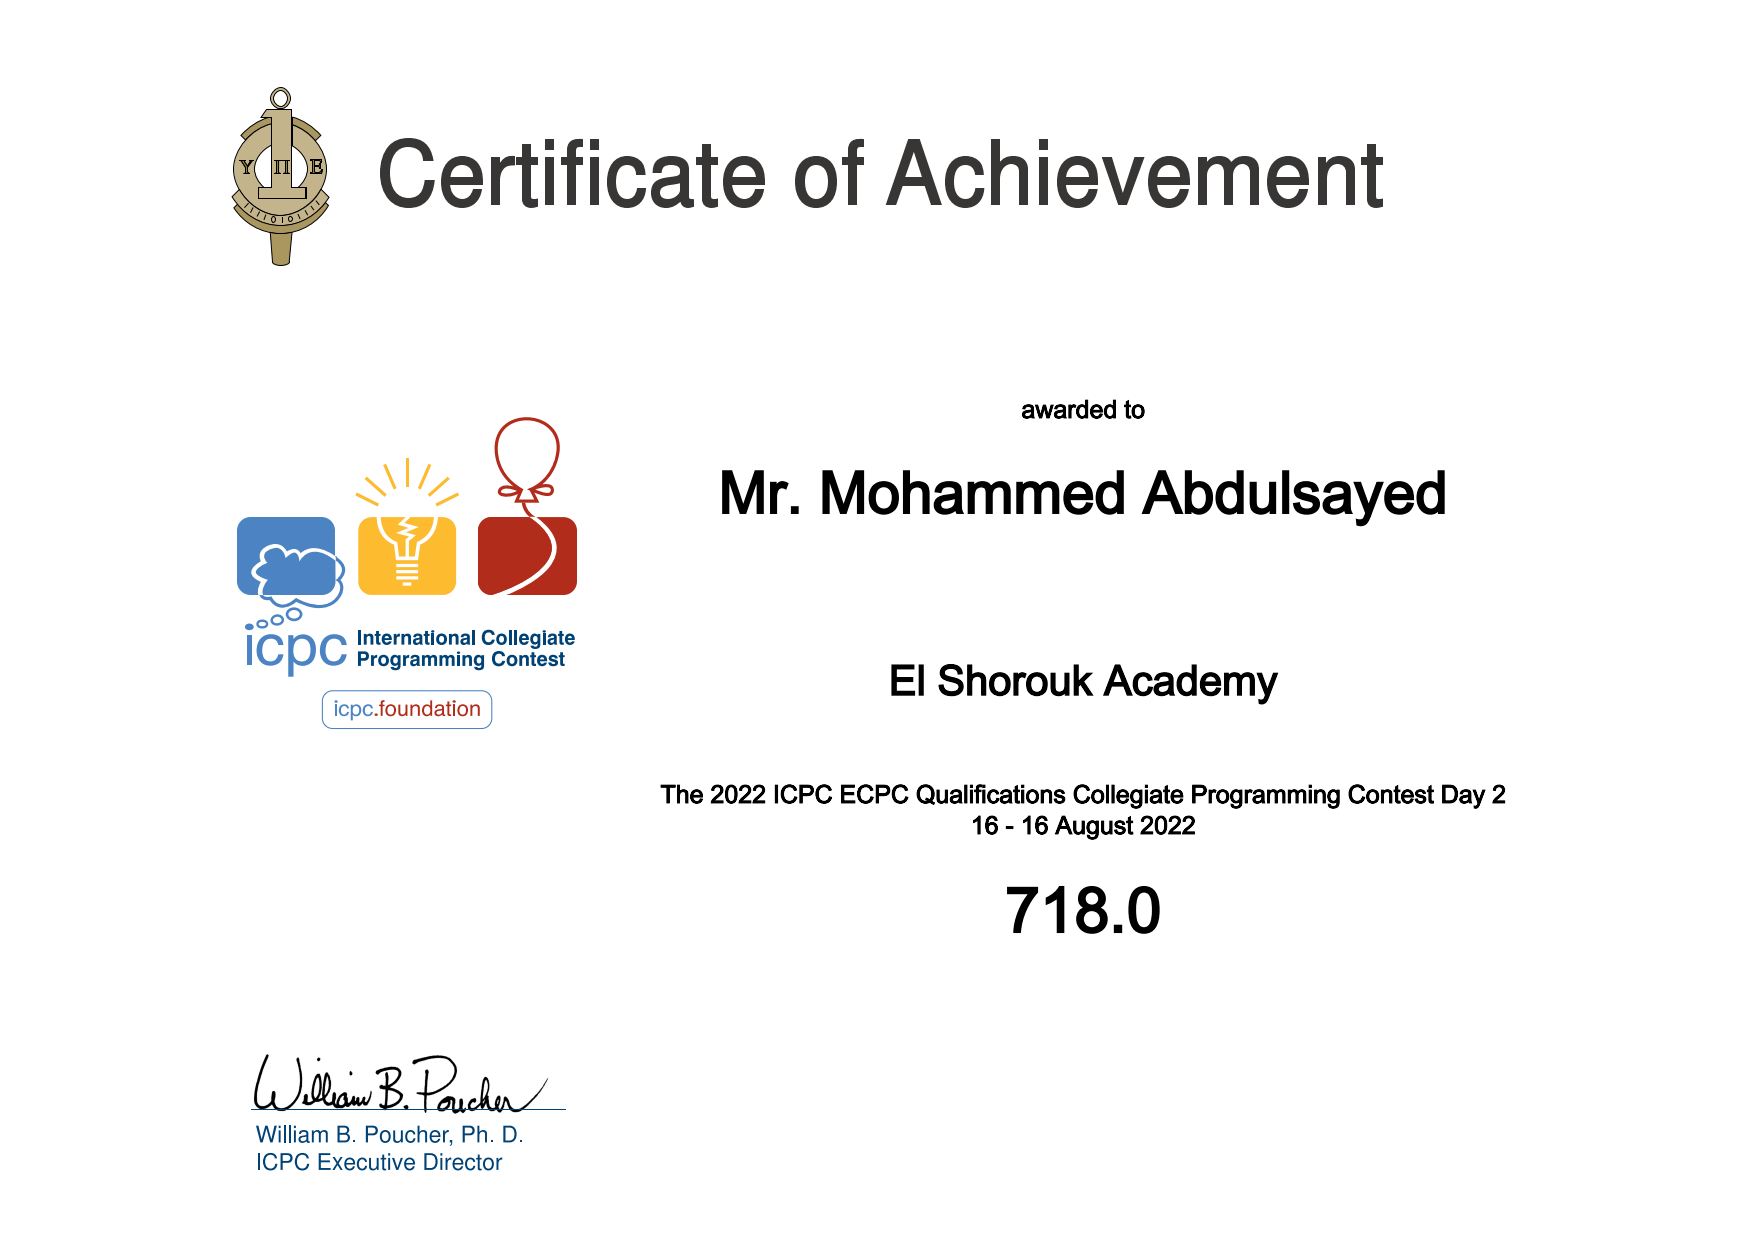 Certificate of Achievement
Υ Π Ε
awarded to
Mr. Mohammed Abdulsayed
El Shorouk Academy
The 2022 ICPC ECPC Qualifications Collegiate Programming Contest Day 2
16 - 16 August 2022
718.0
icpc International Collegiate
Programming Contest
icpc.foundation
William B. Poucher
William B. Poucher, Ph. D.
ICPC Executive Director